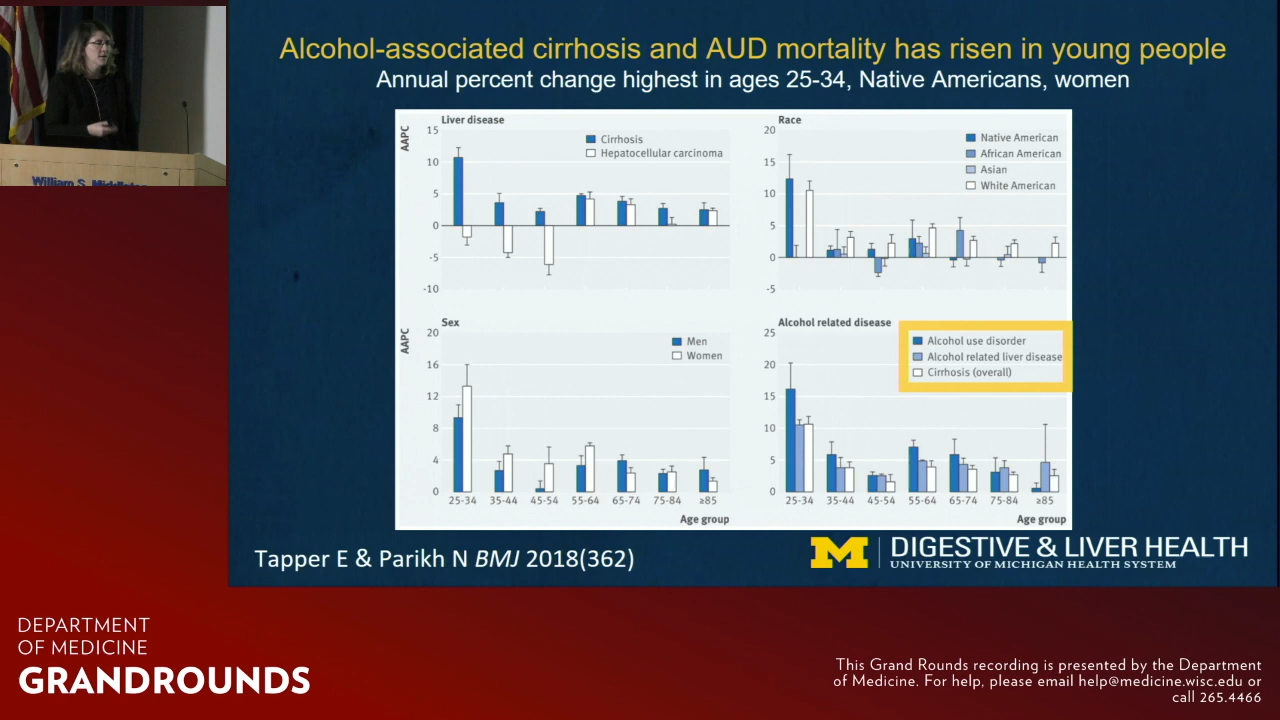 Alcohol-associated cirrhosis and AUD mortality has risen in young people
Annual percent change highest in ages 25-34, Native Americans, women
Liver disease
AAPC
15
10
5
0
-5
-10
Cirrhosis
Hepatocellular carcinoma
Race
20
15
10
5
0
-5
Native American
African American
Asian
White American
Sex
AAPC
20
16
12
8
4
0
Men
Women
25-34 35-44 45-54 55-64 65-74 75-84 ≥85
Age group
Alcohol related disease
25
20
15
10
5
0
Alcohol use disorder
Alcohol related liver disease
Cirrhosis (overall)
25-34 35-44 45-54 55-64 65-74 75-84 ≥85
Age group
Tapper E & Parikh N BMJ 2018(362)
M DIGESTIVE & LIVER HEALTH
UNIVERSITY OF MICHIGAN HEALTH SYSTEM
William S. Middleton
DEPARTMENT
OF MEDICINE
GRANDROUNDS
This Grand Rounds recording is presented by the Department
of Medicine. For help, please email help@medicine.wisc.edu or
call 265.4466